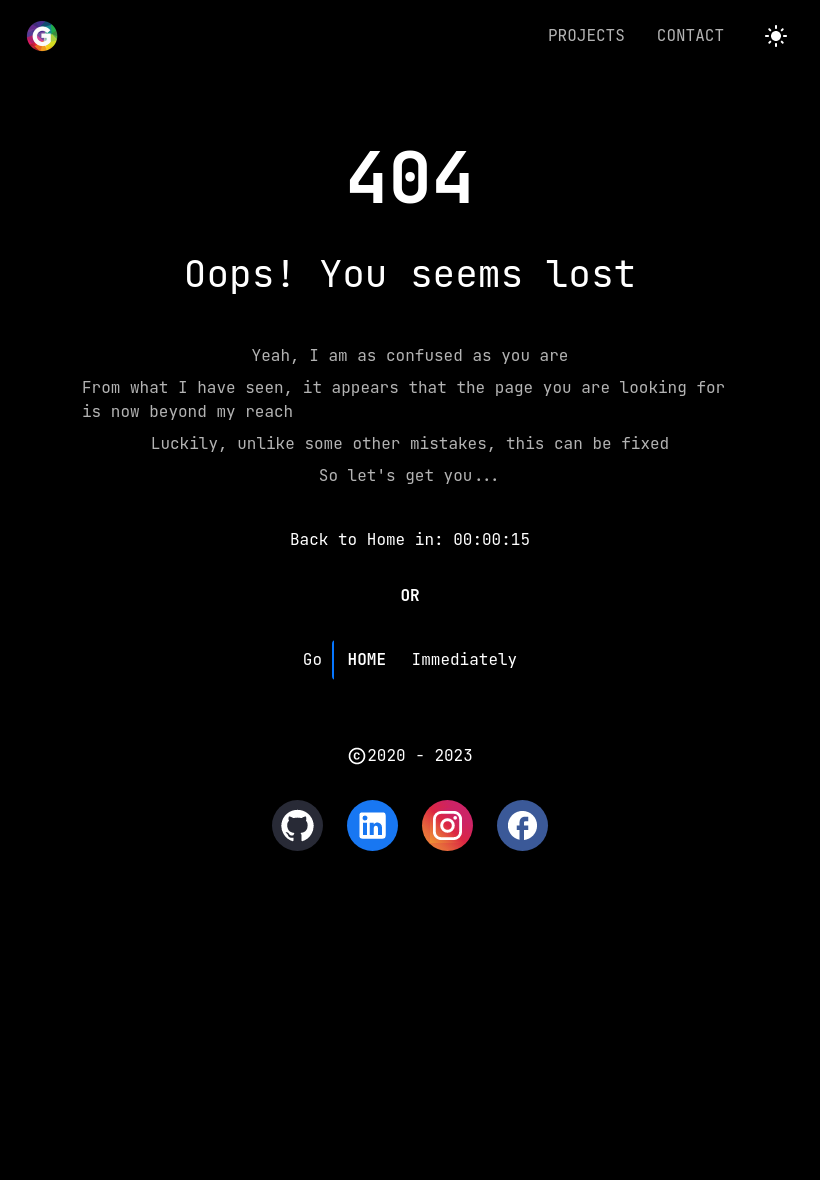 G
PROJECTS CONTACT
404
Oops! You seems lost
Yeah, I am as confused as you are
From what I have seen, it appears that the page you are looking for
is now beyond my reach
Luckily, unlike some other mistakes, this can be fixed
So let's get you...
Back to Home in: 00:00:15
OR
Go HOME Immediately
©2020 - 2023